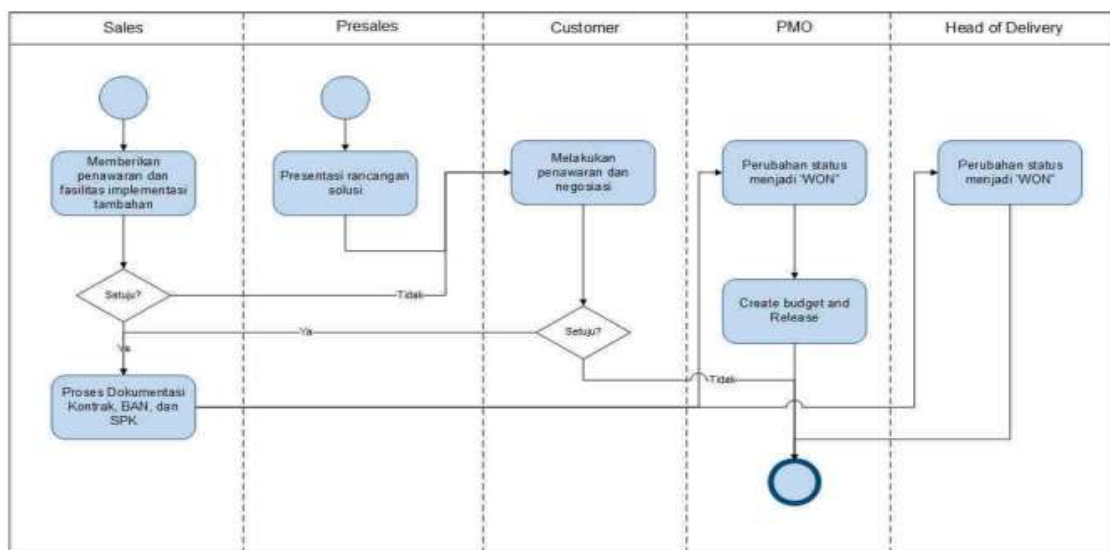 Sales
Presales
Customer
PMO
Head of Delivery
Memberikan
penawaran dan
fasilitas implementasi
tambahan
Presentasi rancangan
solusi
Melakukan
penawaran dan
negosiasi
Perubahan status
menjadi 'WON"
Perubahan status
menjadi 'WON"
Setuju?
Tidak
Create budget and
Release
Ya
Setuju?
Ya
Tidak
Proses Dokumentasi
Kontrak, BAN, dan
SPK